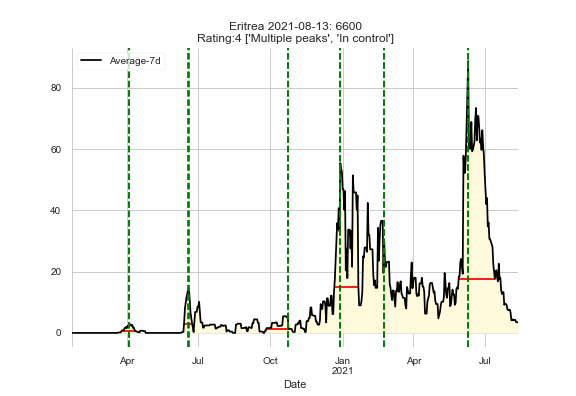 Eritrea 2021-08-13: 6600
Rating:4 ['Multiple peaks', 'In control']
Average-7d
80
60
40
20
0
Apr
Jul
Oct
Jan
2021
Apr
Jul
Date